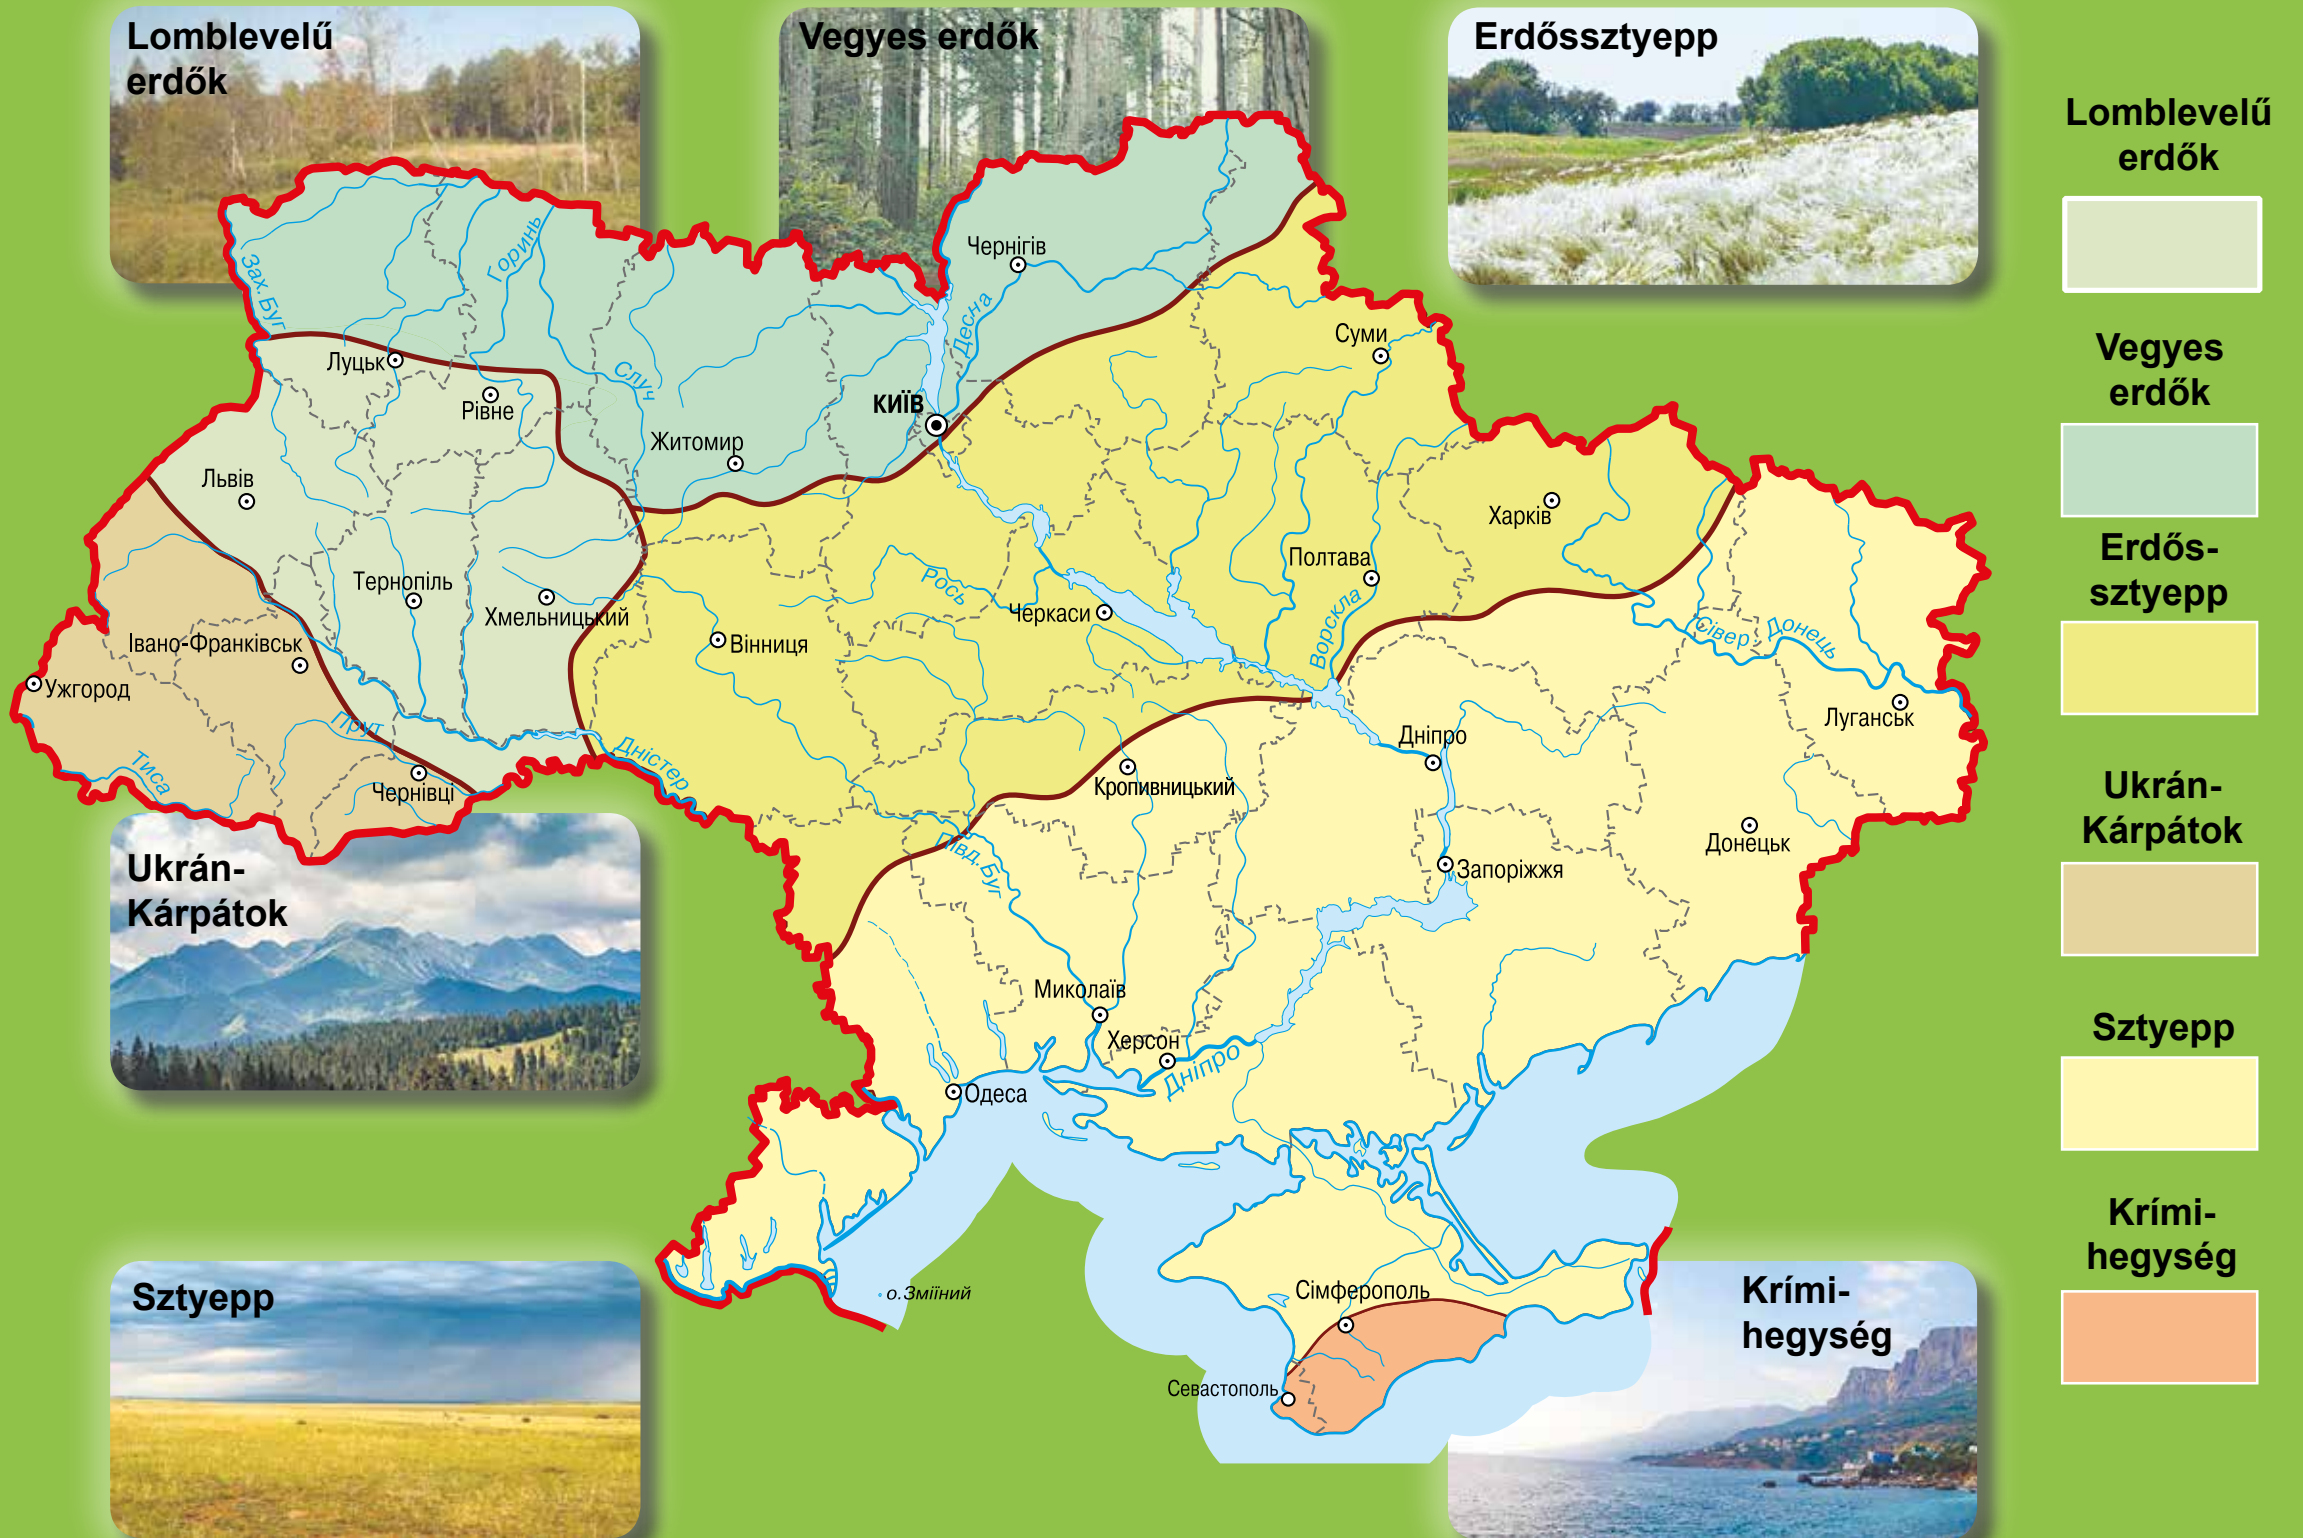 Lomblevelű
erdők
Vegyes erdők
Erdőssztyepp
Lomblevelű
erdők
Vegyes
erdők
Erdős-
sztyepp
Ukrán-
Kárpátok
Sztyepp
Krími-
hegység
Зах. Буг
Горинь
Чернігів
Десна
Суми
Луцьк
Рівне
Случ
КИЇВ
Житомир
Львів
Харків
Полтава
Тернопіль
Хмельницький
Рось
Черкаси
Ворскла
Сівер. Донець
Івано-Франківськ
Вінниця
Ужгород
Луганськ
Прут
Тиса
Дністер
Дніпро
Чернівці
Кропивницький
Півд. Буг
Донецьк
Запоріжжя
Ukrán-
Kárpátok
Миколаїв
Херсон
Дніпро
Одеса
о.Зміїний
Сімферополь
Севастополь
Sztyepp
Krími-
hegység